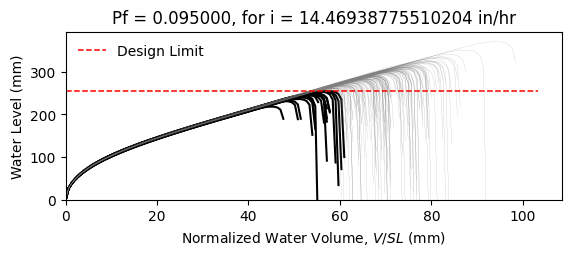 Pf = 0.095000, for i = 14.46938775510204 in/hr
Design Limit
Water Level (mm)
300
200
100
0
0 20 40 60 80 100
Normalized Water Volume, V/SL (mm)